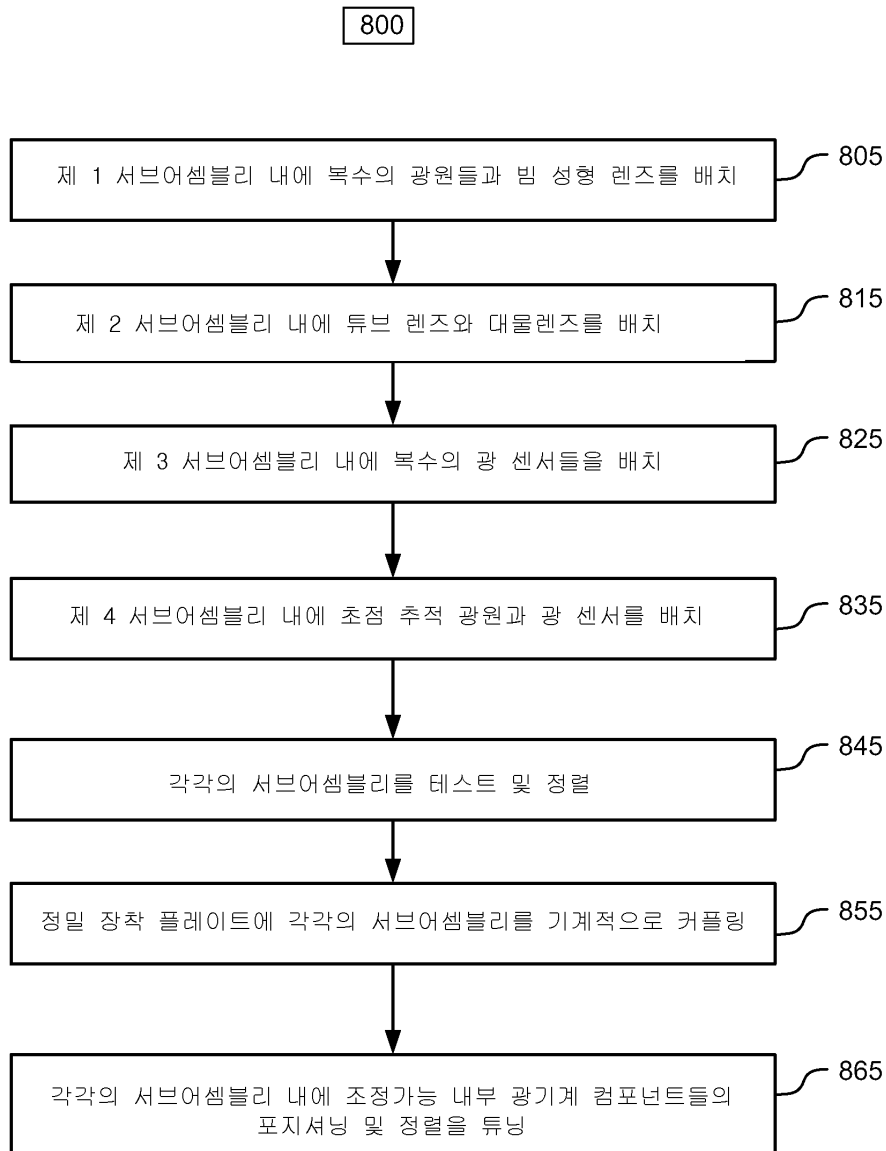 800
제 1 서브어셈블리 내에 복수의 광원들과 빔 성형 렌즈를 배치
805
제 2 서브어셈블리 내에 튜브 렌즈와 대물렌즈를 배치
815
제 3 서브어셈블리 내에 복수의 광 센서들을 배치
825
제 4 서브어셈블리 내에 초점 추적 광원과 광 센서를 배치
835
각각의 서브어셈블리를 테스트 및 정렬
845
정밀 장착 플레이트에 각각의 서브어셈블리를 기계적으로 커플링
855
각각의 서브어셈블리 내에 조정가능 내부 광기계 컴포넌트들의
포지셔닝 및 정렬을 튜닝
865